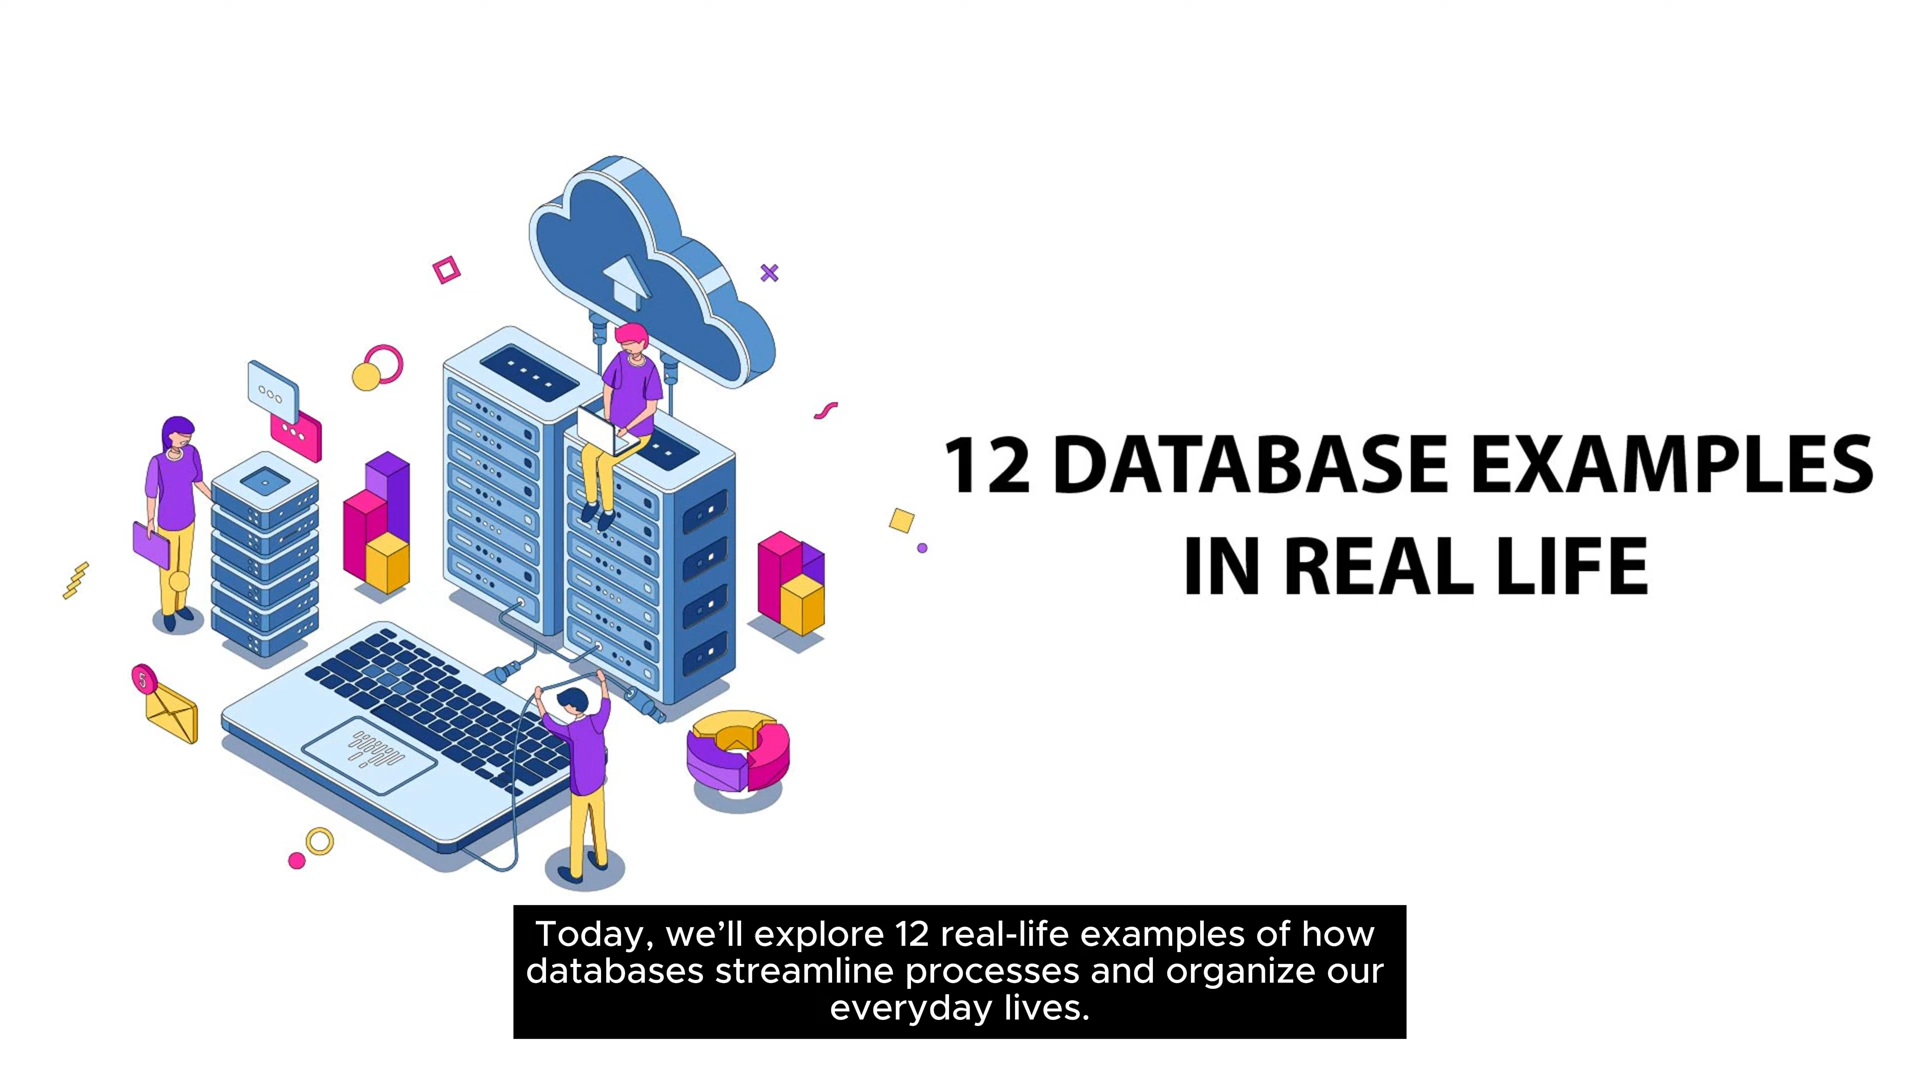 12 DATABASE EXAMPLES
IN REAL LIFE
5
Today, we’ll explore 12 real-life examples of how
databases streamline processes and organize our
everyday lives.